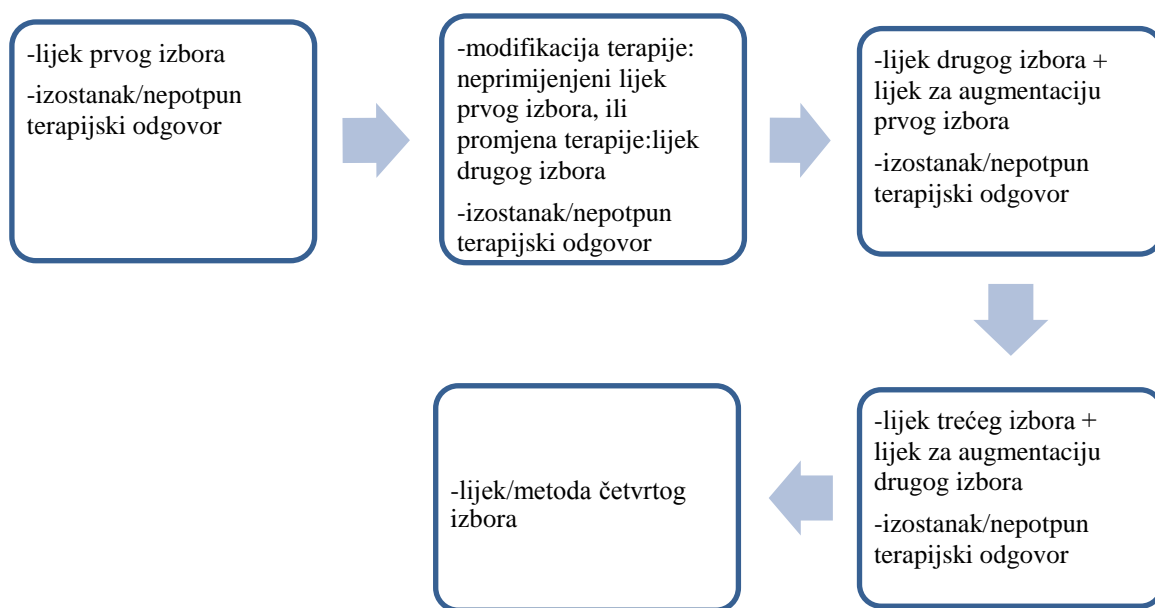 -lijek prvog izbora
-izostanak/nepotpun
terapijski odgovor
-modifikacija terapije:
neprimijenjeni lijek
prvog izbora, ili
promjena terapije:lijek
drugog izbora
-izostanak/nepotpun
terapijski odgovor
-lijek drugog izbora +
lijek za augmentaciju
prvog izbora
-izostanak/nepotpun
terapijski odgovor
-lijek trećeg izbora +
lijek za augmentaciju
drugog izbora
-izostanak/nepotpun
terapijski odgovor
-lijek/metoda četvrtog
izbora